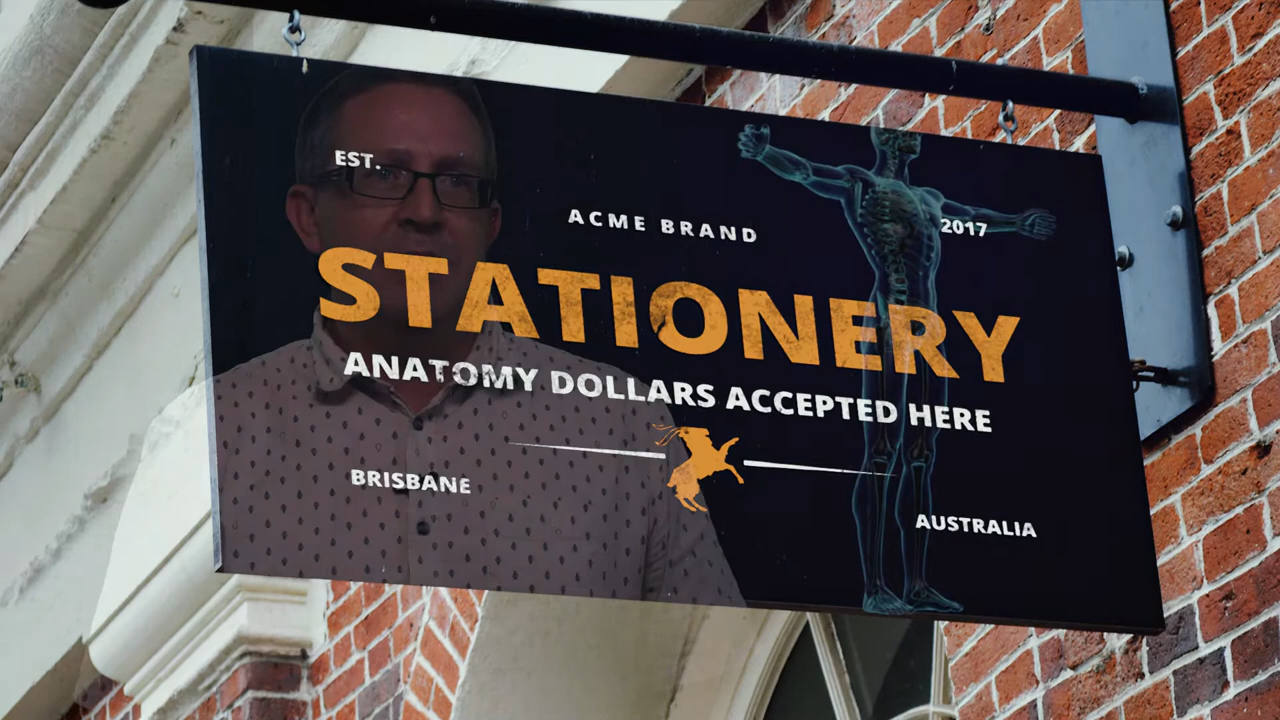 EST.
ACME BRAND
2017
STATIONERY
ANATOMY DOLLARS ACCEPTED HERE
BRISBANE
AUSTRALIA